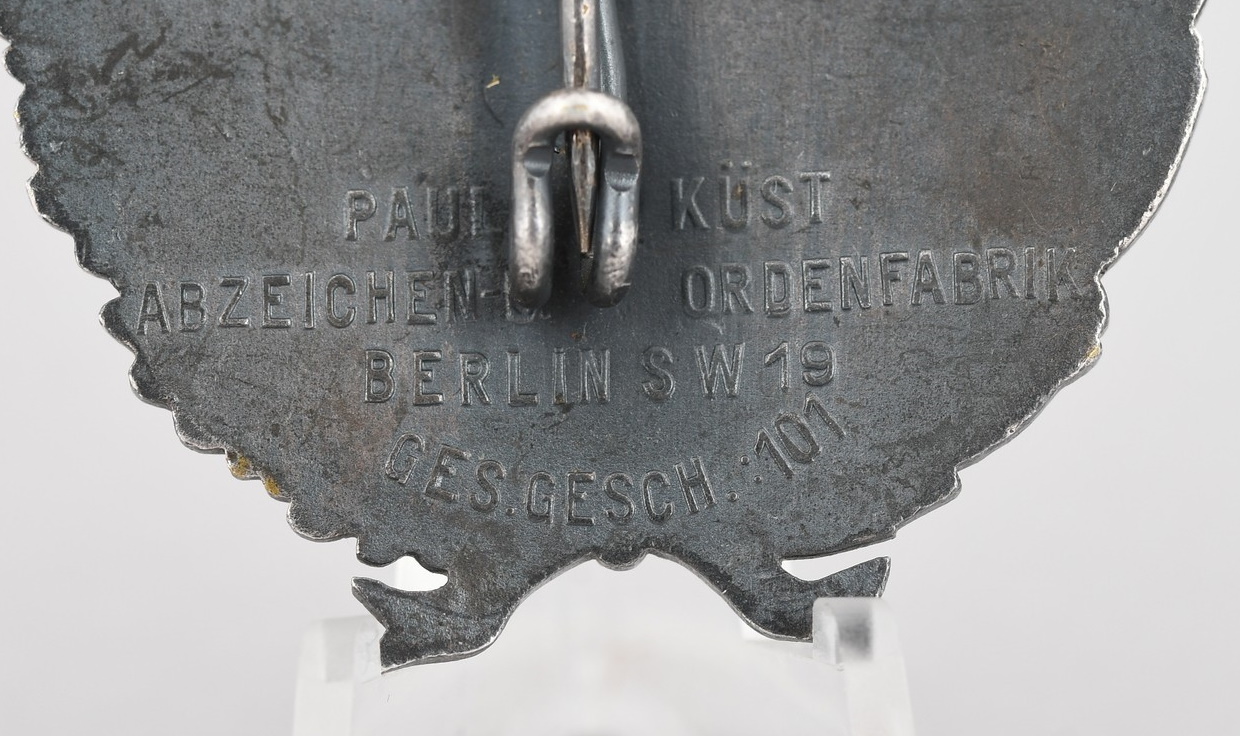 PAUL KÜST
ABZEICHEN- U. ORDENFABRIK
BERLIN SW 19
GES.GESCH.:101